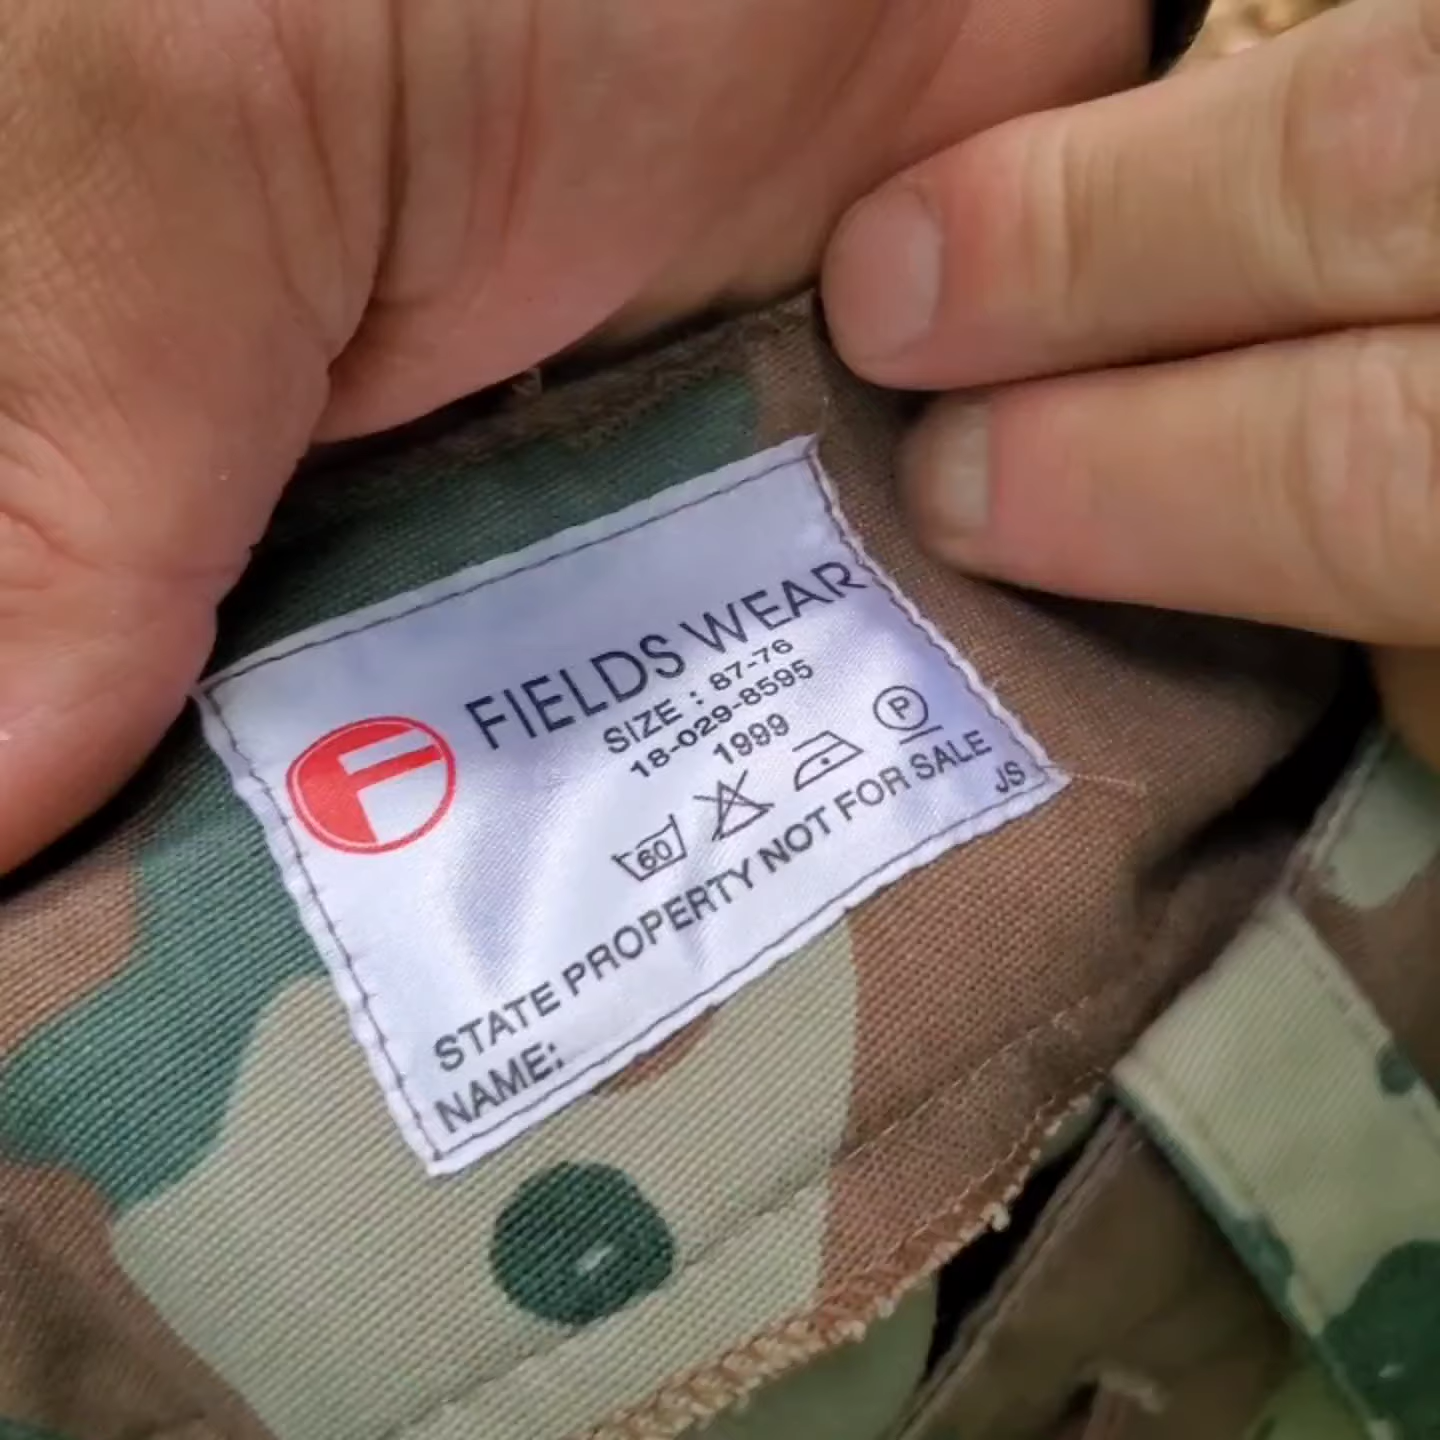 F
FIELDS WEAR
SIZE : 87-76
18-029-8595
1999
60 P
STATE PROPERTY NOT FOR SALE
NAME: JS